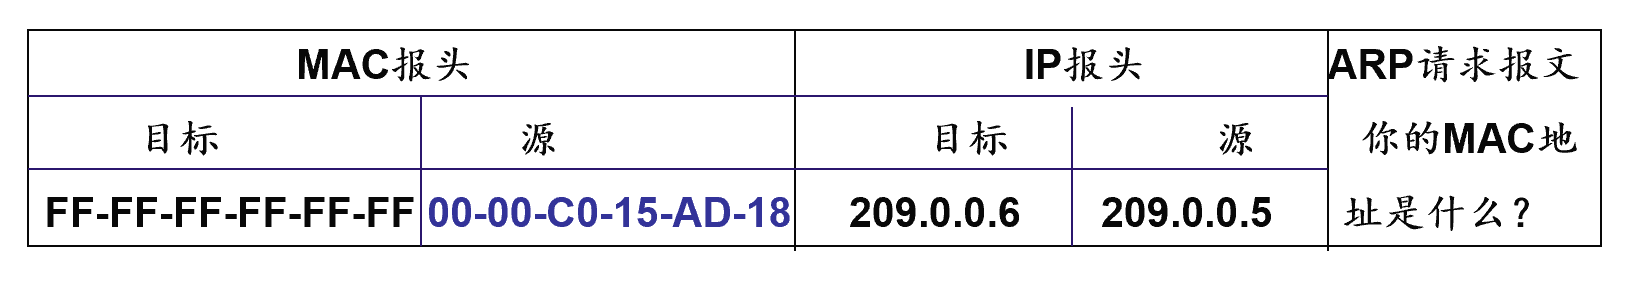 MAC报头 IP报头 ARP请求报文
目标 源 目标 源 你的MAC地
FF-FF-FF-FF-FF-FF 00-00-C0-15-AD-18 209.0.0.6 209.0.0.5 址是什么?